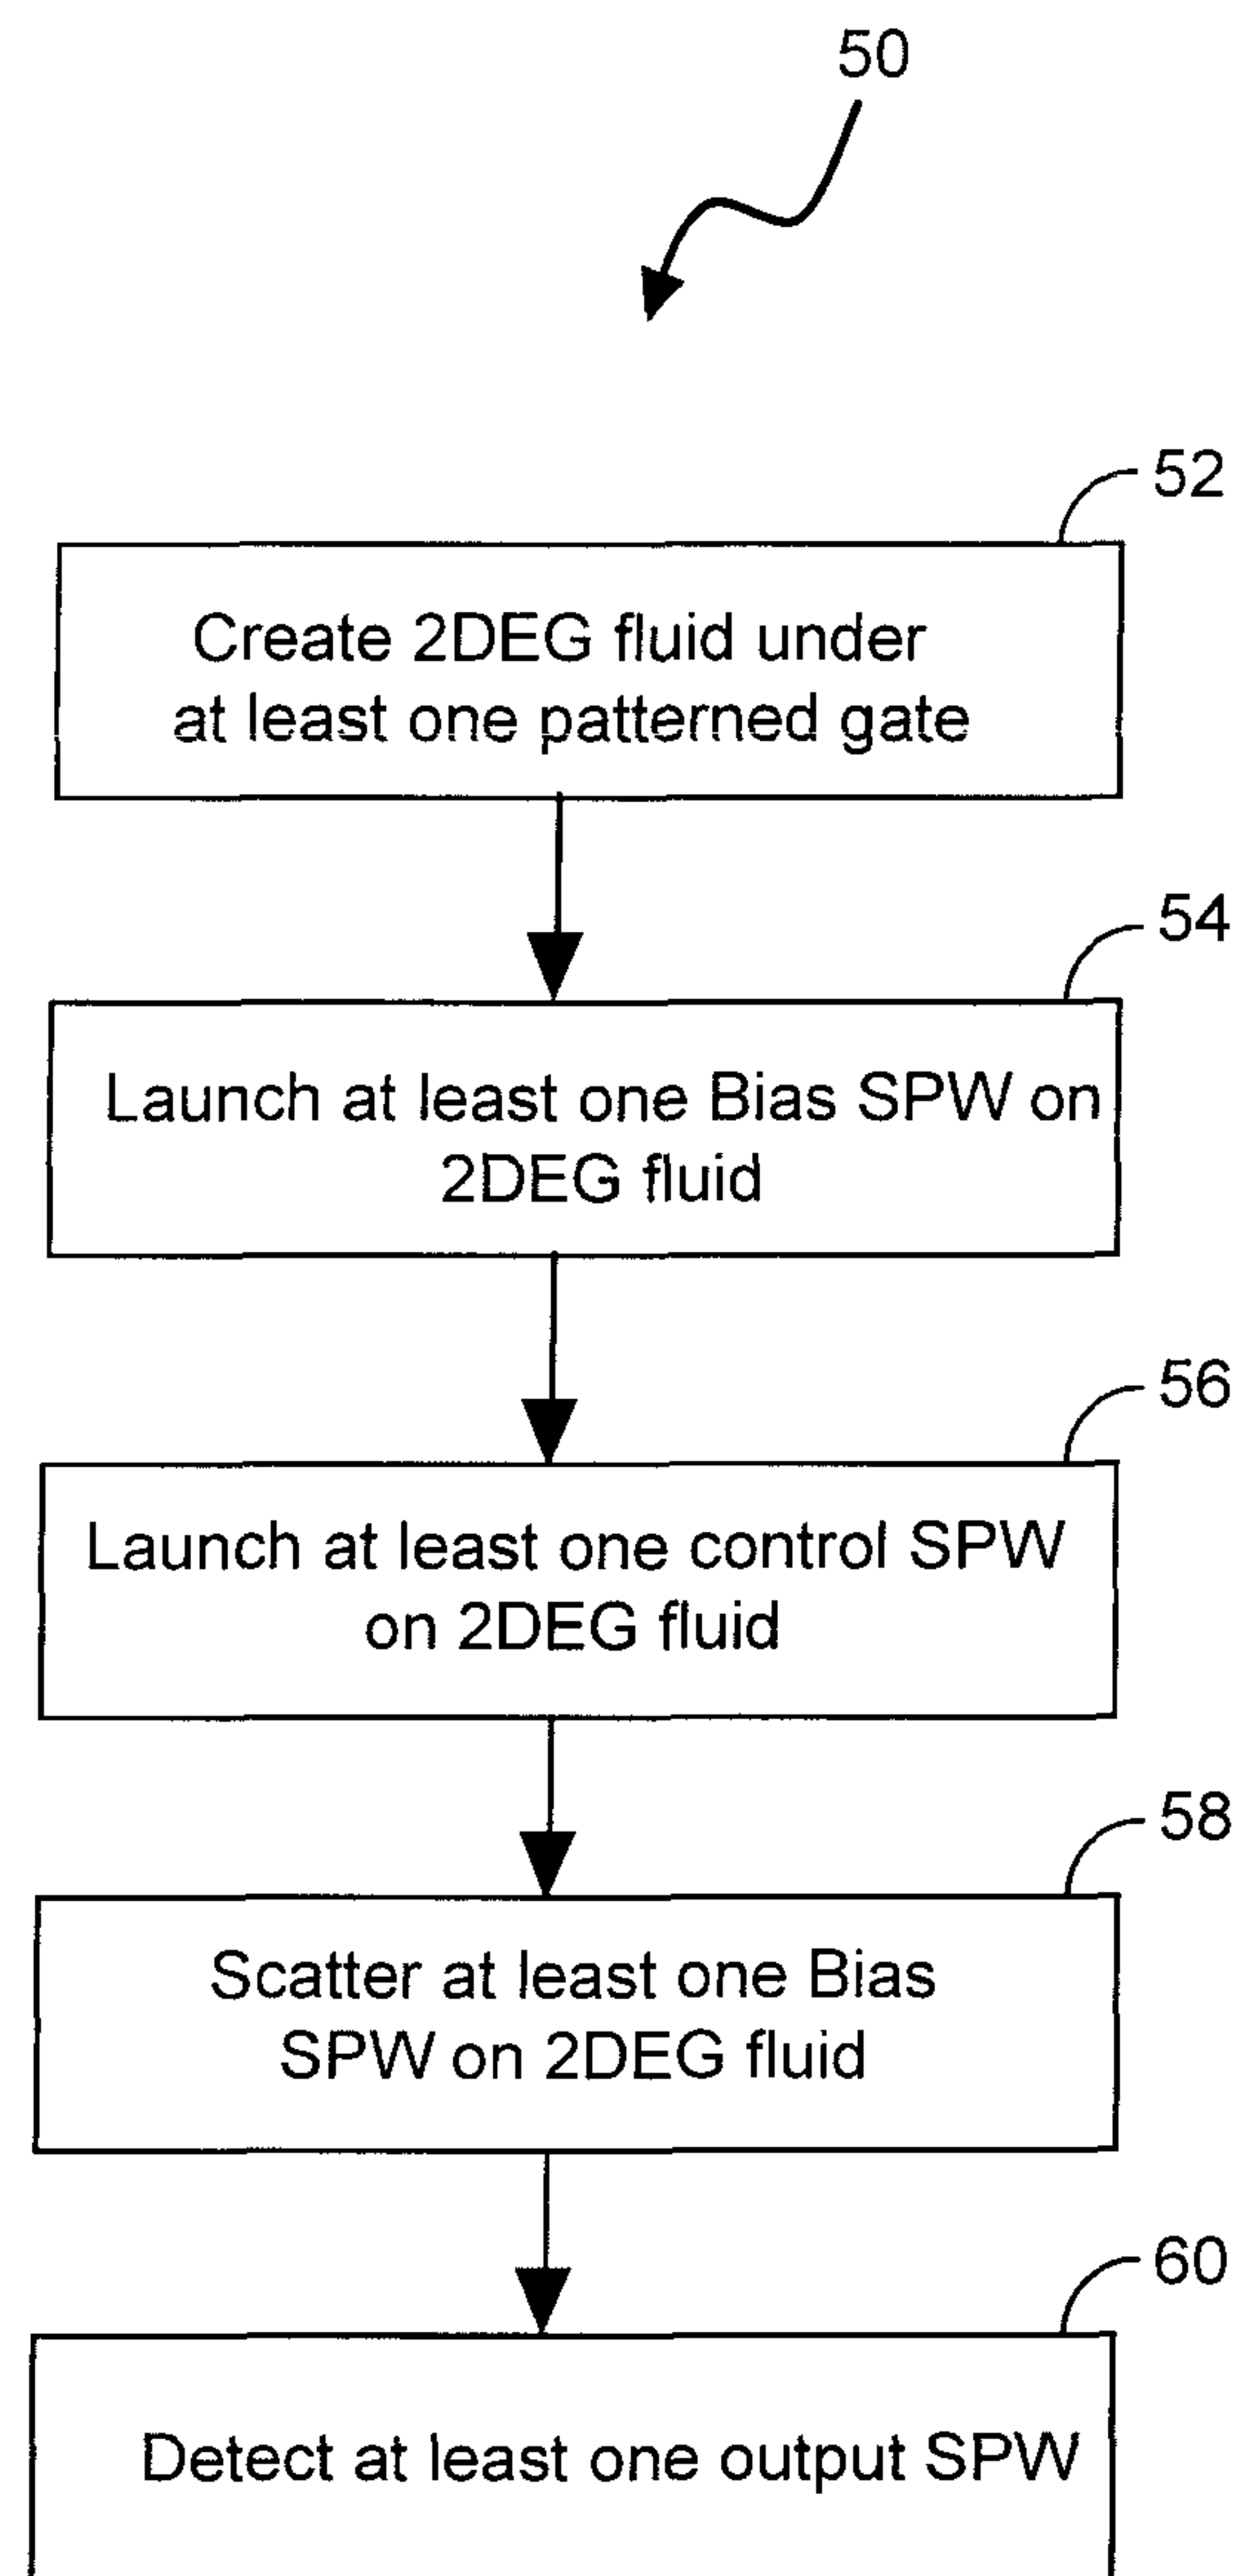 50
52
Create 2DEG fluid under
at least one patterned gate
54
Launch at least one Bias SPW on
2DEG fluid
56
Launch at least one control SPW
on 2DEG fluid
58
Scatter at least one Bias
SPW on 2DEG fluid
60
Detect at least one output SPW